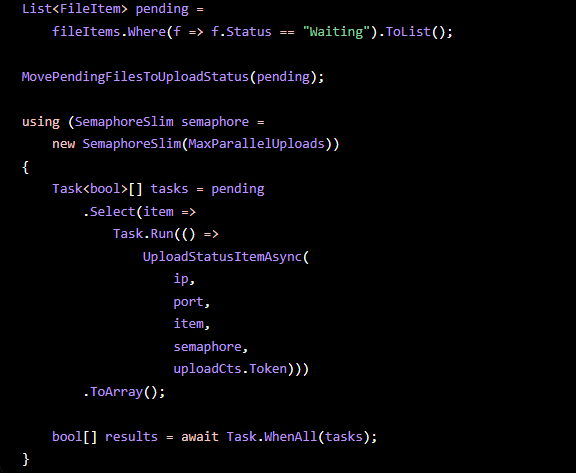 List<FileItem> pending =
    fileItems.Where(f => f.Status == "Waiting").ToList();

MovePendingFilesToUploadStatus(pending);

using (SemaphoreSlim semaphore =
    new SemaphoreSlim(MaxParallelUploads))
{
    Task<bool>[] tasks = pending
        .Select(item =>
            Task.Run(() =>
                UploadStatusItemAsync(
                    ip,
                    port,
                    item,
                    semaphore,
                    uploadCts.Token)))
        .ToArray();

    bool[] results = await Task.WhenAll(tasks);
}